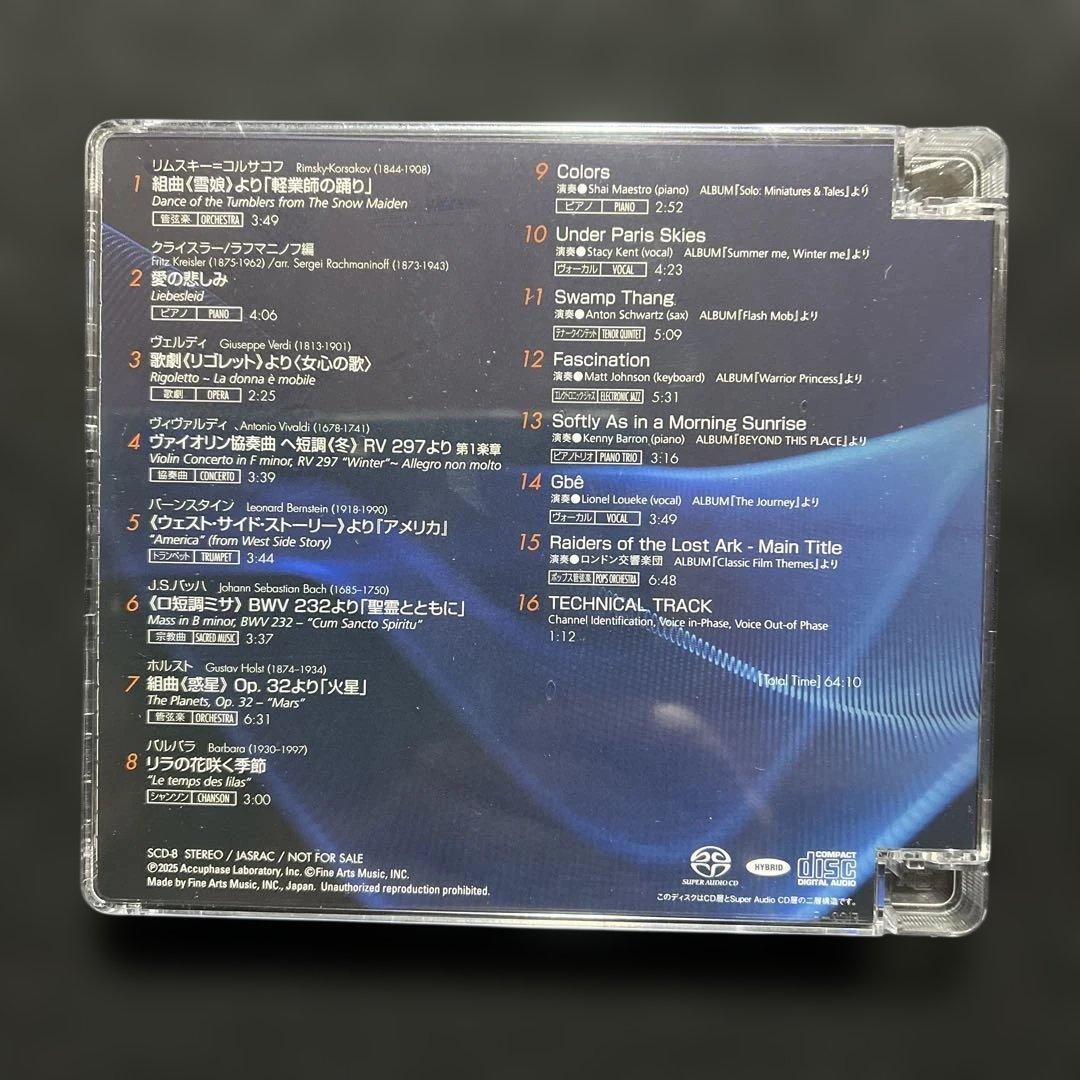 リムスキー=コルサコフ Rimsky-Korsakov (1844-1908)
1 組曲《雪娘》より「軽業師の踊り」
Dance of the Tumblers from The Snow Maiden
管弦楽 ORCHESTRA 3:49
クライスラー/ラフマニノフ編
Fritz Kreisler (1875-1962) /arr. Sergei Rachmaninoff (1873-1943)
2 愛の悲しみ
Liebesleid
ピアノ PIANO 4:06
ヴェルディ Giuseppe Verdi (1813-1901)
3 歌劇《リゴレット》より〈女心の歌〉
Rigoletto ~ La donna è mobile
歌劇 OPERA 2:25
ヴィヴァルディ Antonio Vivaldi (1678-1741)
4 ヴァイオリン協奏曲 ヘ短調《冬》 RV 297より 第1楽章
Violin Concerto in F minor, RV 297 "Winter"~ Allegro non molto
協奏曲 CONCERTO 3:39
バーンスタイン Leonard Bernstein (1918-1990)
5 《ウェスト・サイド・ストーリー》より「アメリカ」
"America" (from West Side Story)
トランペット TRUMPET 3:44
J.S.バッハ Johann Sebastian Bach (1685-1750)
6 《ロ短調ミサ》 BWV 232より「聖霊とともに」
Mass in B minor, BWV 232 – "Cum Sancto Spiritu"
宗教曲 SACRED MUSIC 3:37
ホルスト Gustav Holst (1874-1934)
7 組曲《惑星》 Op. 32より「火星」
The Planets, Op. 32 – "Mars"
管弦楽 ORCHESTRA 6:31
バルバラ Barbara (1930-1997)
8 リラの花咲く季節
"Le temps des lilas"
シャンソン CHANSON 3:00
9 Colors
演奏●Shai Maestro (piano) ALBUM『Solo: Miniatures & Tales』より
ピアノ PIANO 2:52
10 Under Paris Skies
演奏●Stacy Kent (vocal) ALBUM『Summer me, Winter me』より
ヴォーカル VOCAL 4:23
11 Swamp Thang
演奏●Anton Schwartz (sax) ALBUM『Flash Mob』より
テナークインテット TENOR QUINTET 5:09
12 Fascination
演奏●Matt Johnson (keyboard) ALBUM『Warrior Princess』より
エレクトロニック・ジャズ ELECTRONIC JAZZ 5:31
13 Softly As in a Morning Sunrise
演奏●Kenny Barron (piano) ALBUM『BEYOND THIS PLACE』より
ピアノトリオ PIANO TRIO 3:16
14 Gbê
演奏●Lionel Loueke (vocal) ALBUM『The Journey』より
ヴォーカル VOCAL 3:49
15 Raiders of the Lost Ark - Main Title
演奏●ロンドン交響楽団 ALBUM『Classic Film Themes』より
ポップス管弦楽 POPS ORCHESTRA 6:48
16 TECHNICAL TRACK
Channel Identification, Voice in-Phase, Voice Out-of Phase
1:12
[Total Time] 64:10
SCD-8 STEREO / JASRAC / NOT FOR SALE
Ⓟ2025 Accuphase Laboratory, Inc. ©Fine Arts Music, INC.
Made by Fine Arts Music, INC., Japan. Unauthorized reproduction prohibited.
SUPER AUDIO CD
HYBRID
COMPACT disc DIGITAL AUDIO
このディスクはCD層とSuper Audio CD層の二層構造です。